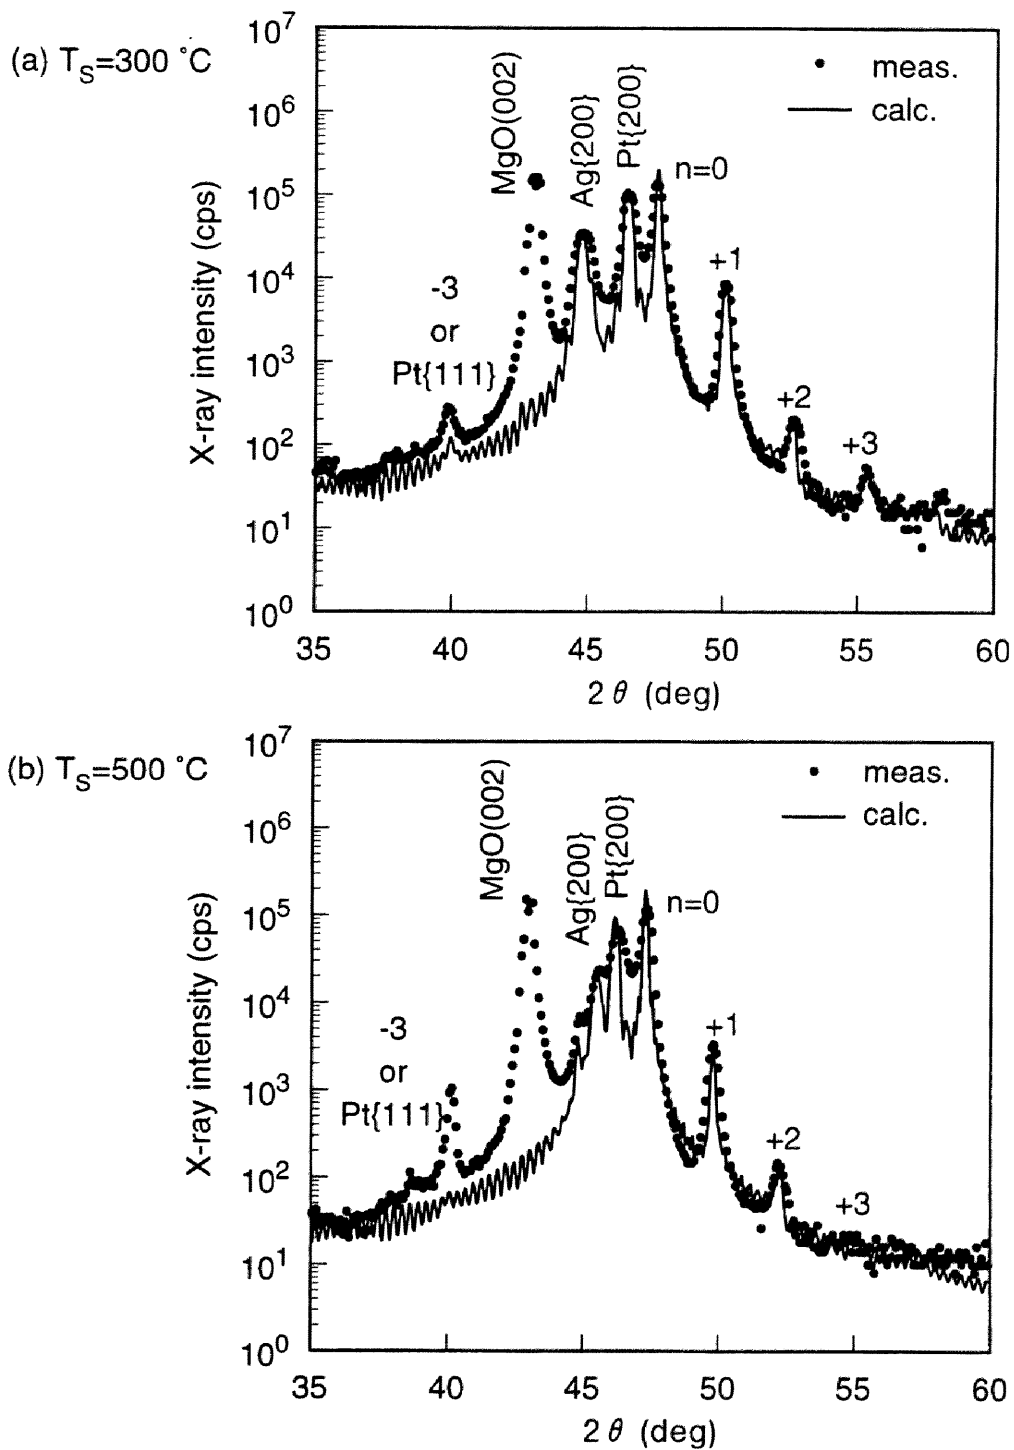 (a) T_S=300 °C
10^7
10^6
10^5
10^4
10^3
10^2
10^1
10^0
X-ray intensity (cps)
-3
or
Pt{111}
MgO(002)
Ag{200}
Pt{200}
n=0
+1
+2
+3
meas.
calc.
35
40
45
50
55
60
2 θ (deg)
(b) T_S=500 °C
10^7
10^6
10^5
10^4
10^3
10^2
10^1
10^0
X-ray intensity (cps)
-3
or
Pt{111}
MgO(002)
Ag{200}
Pt{200}
n=0
+1
+2
+3
meas.
calc.
35
40
45
50
55
60
2 θ (deg)